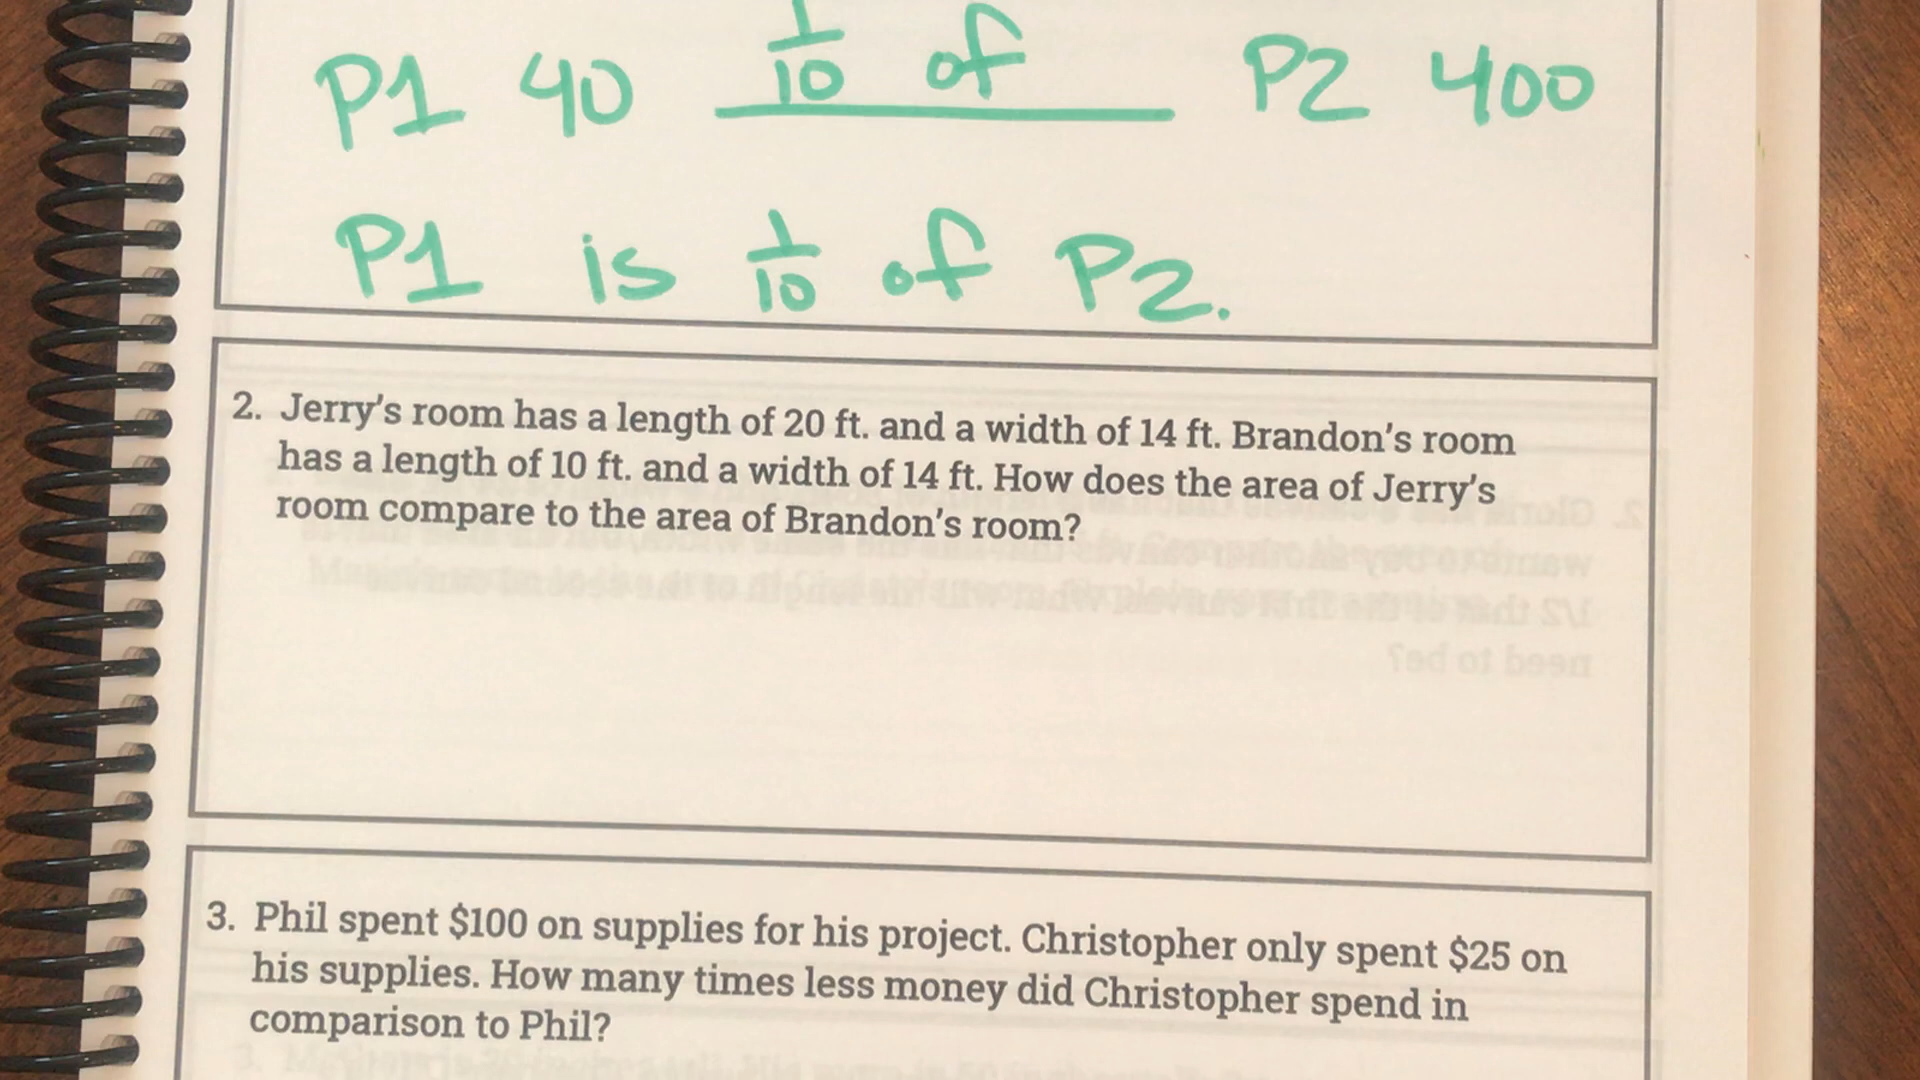 P1 40 1/10 of P2 400
P1 is 1/10 of P2.
2. Jerry's room has a length of 20 ft. and a width of 14 ft. Brandon's room
has a length of 10 ft. and a width of 14 ft. How does the area of Jerry's
room compare to the area of Brandon's room?
3. Phil spent $100 on supplies for his project. Christopher only spent $25 on
his supplies. How many times less money did Christopher spend in
comparison to Phil?